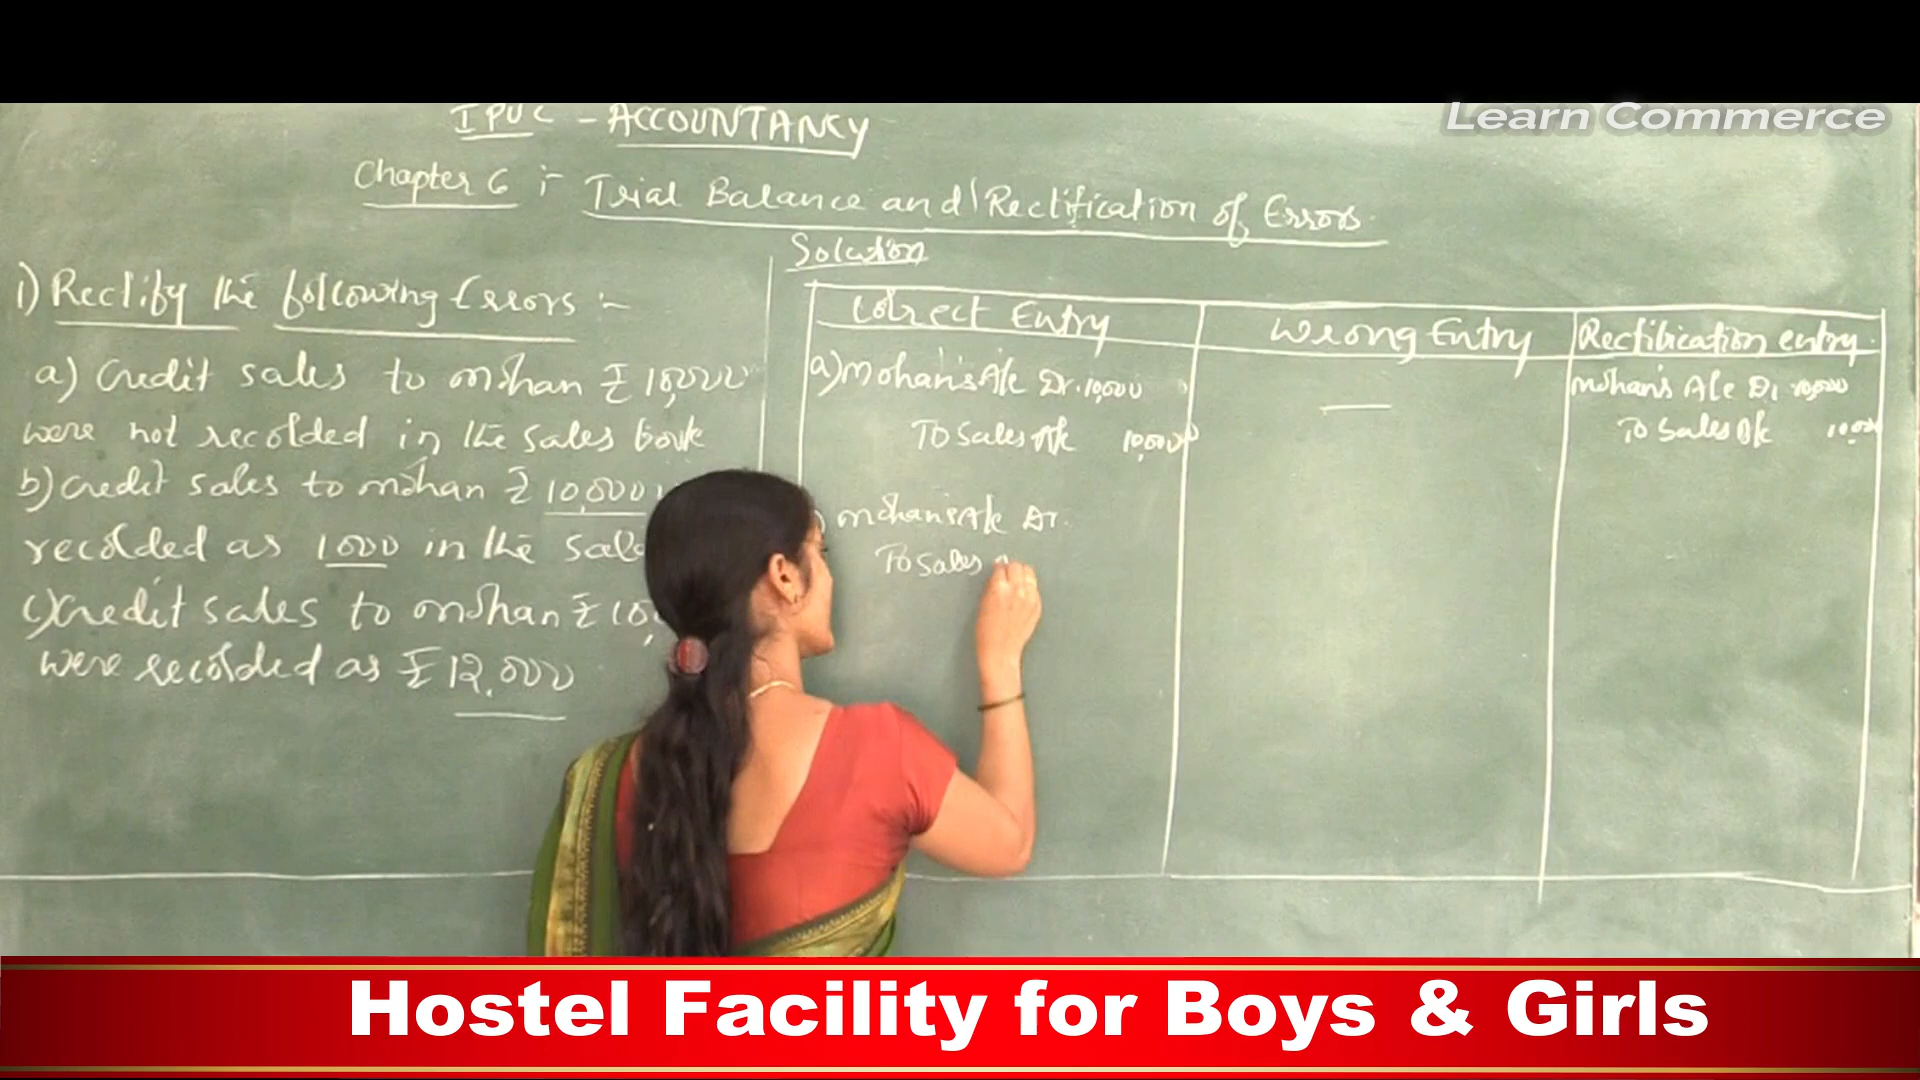 I PUC - ACCOUNTANCY
Learn Commerce
Chapter 6 :- Trial Balance and Rectification of Errors.
1) Rectify the following Errors :-
a) Credit sales to mohan ₹ 10,000
were not recorded in the sales book
b) Credit sales to mohan ₹ 10,000
recorded as 1000 in the
c) Credit sales to mohan ₹
were recorded as ₹ 12,000
Solution
Correct Entry
Wrong Entry
Rectification entry.
a) Mohan's A/c Dr. 10,000
To Sales A/c 10,000
—
Mohan's A/c Dr 10,000
To Sales A/c
mohan's A/c Dr.
To Sales
Hostel Facility for Boys & Girls